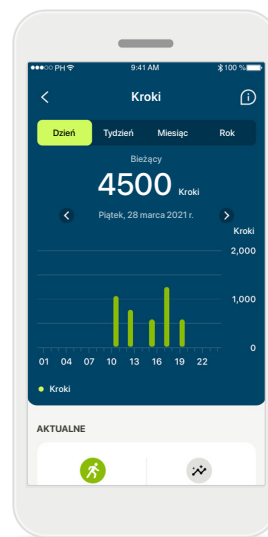 PH 9:41 AM 100 %
Kroki
Dzień Tydzień Miesiąc Rok
Bieżący
4500 Kroki
Piątek, 28 marca 2021 r.
Kroki
2,000
1,000
0
01 04 07 10 13 16 19 22
Kroki
AKTUALNE